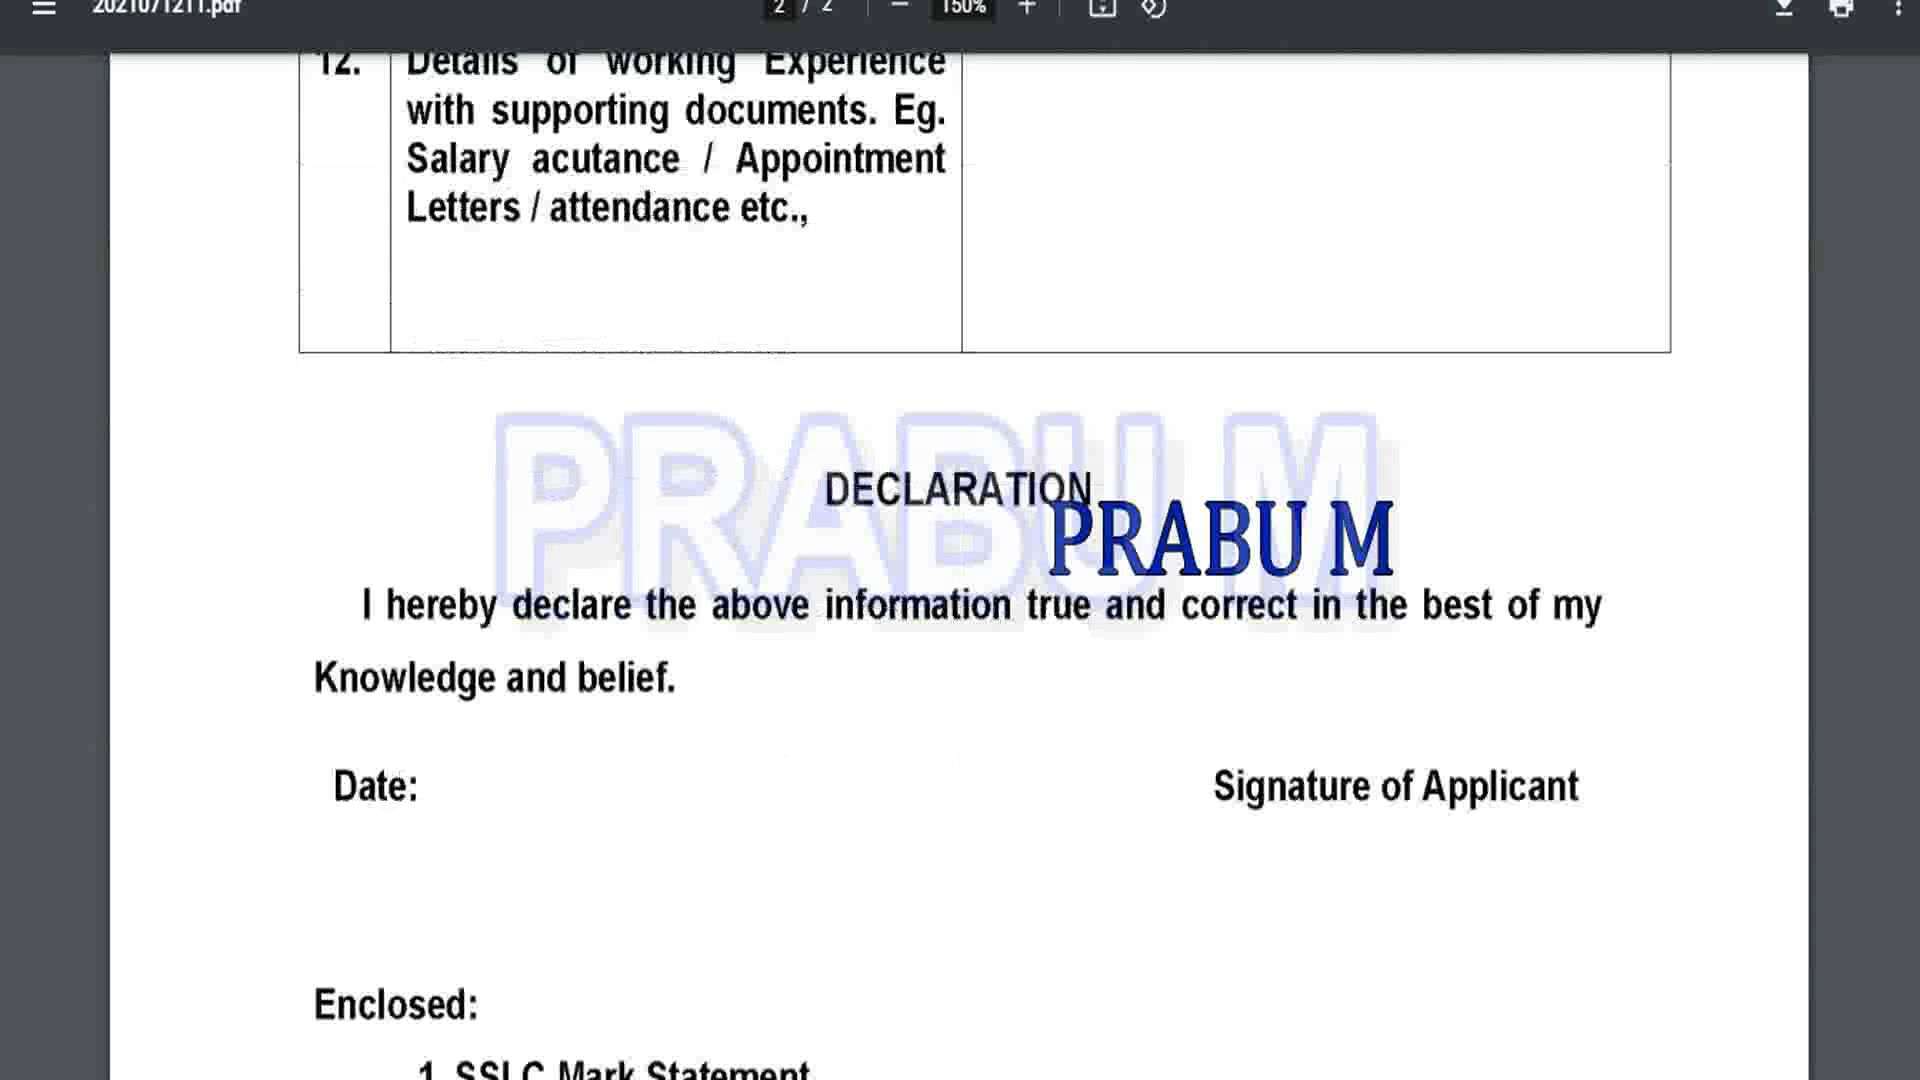 2021071211.pdf
2 / 2
150%
12. Details of working Experience
with supporting documents. Eg.
Salary acutance / Appointment
Letters / attendance etc.,
PRABU M
DECLARATION
PRABU M
I hereby declare the above information true and correct in the best of my
Knowledge and belief.
Date: Signature of Applicant
Enclosed:
1. SSLC Mark Statement